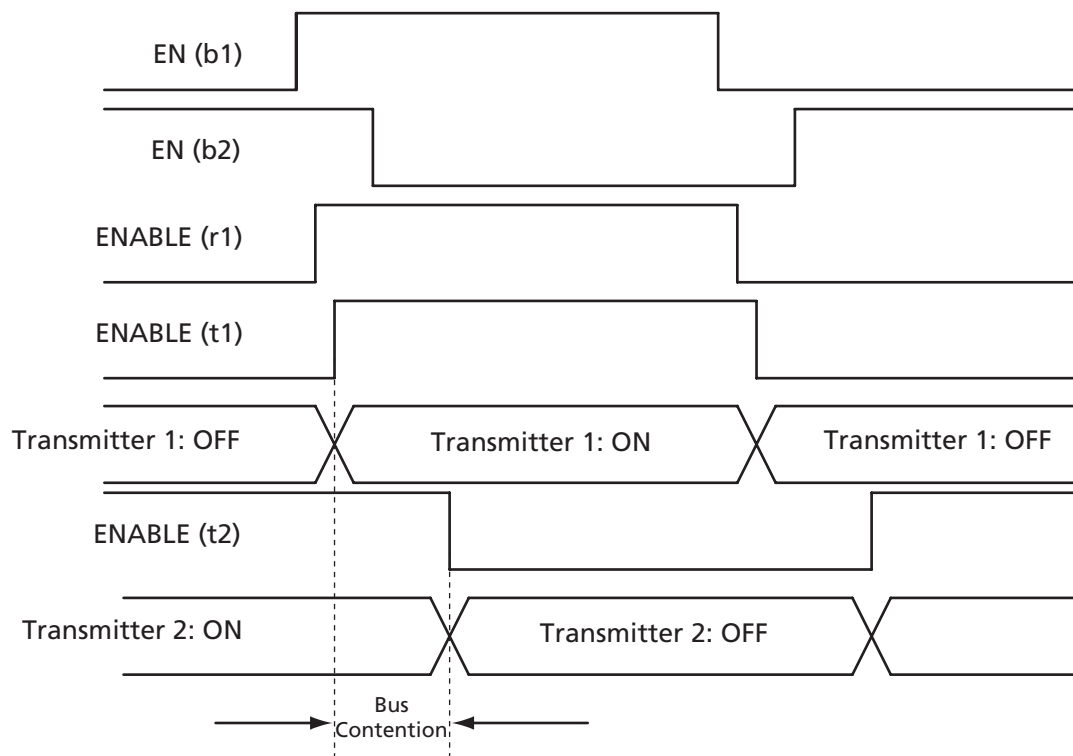 EN (b1)
EN (b2)
ENABLE (r1)
ENABLE (t1)
Transmitter 1: OFF
Transmitter 1: ON
Transmitter 1: OFF
ENABLE (t2)
Transmitter 2: ON
Transmitter 2: OFF
Bus
Contention